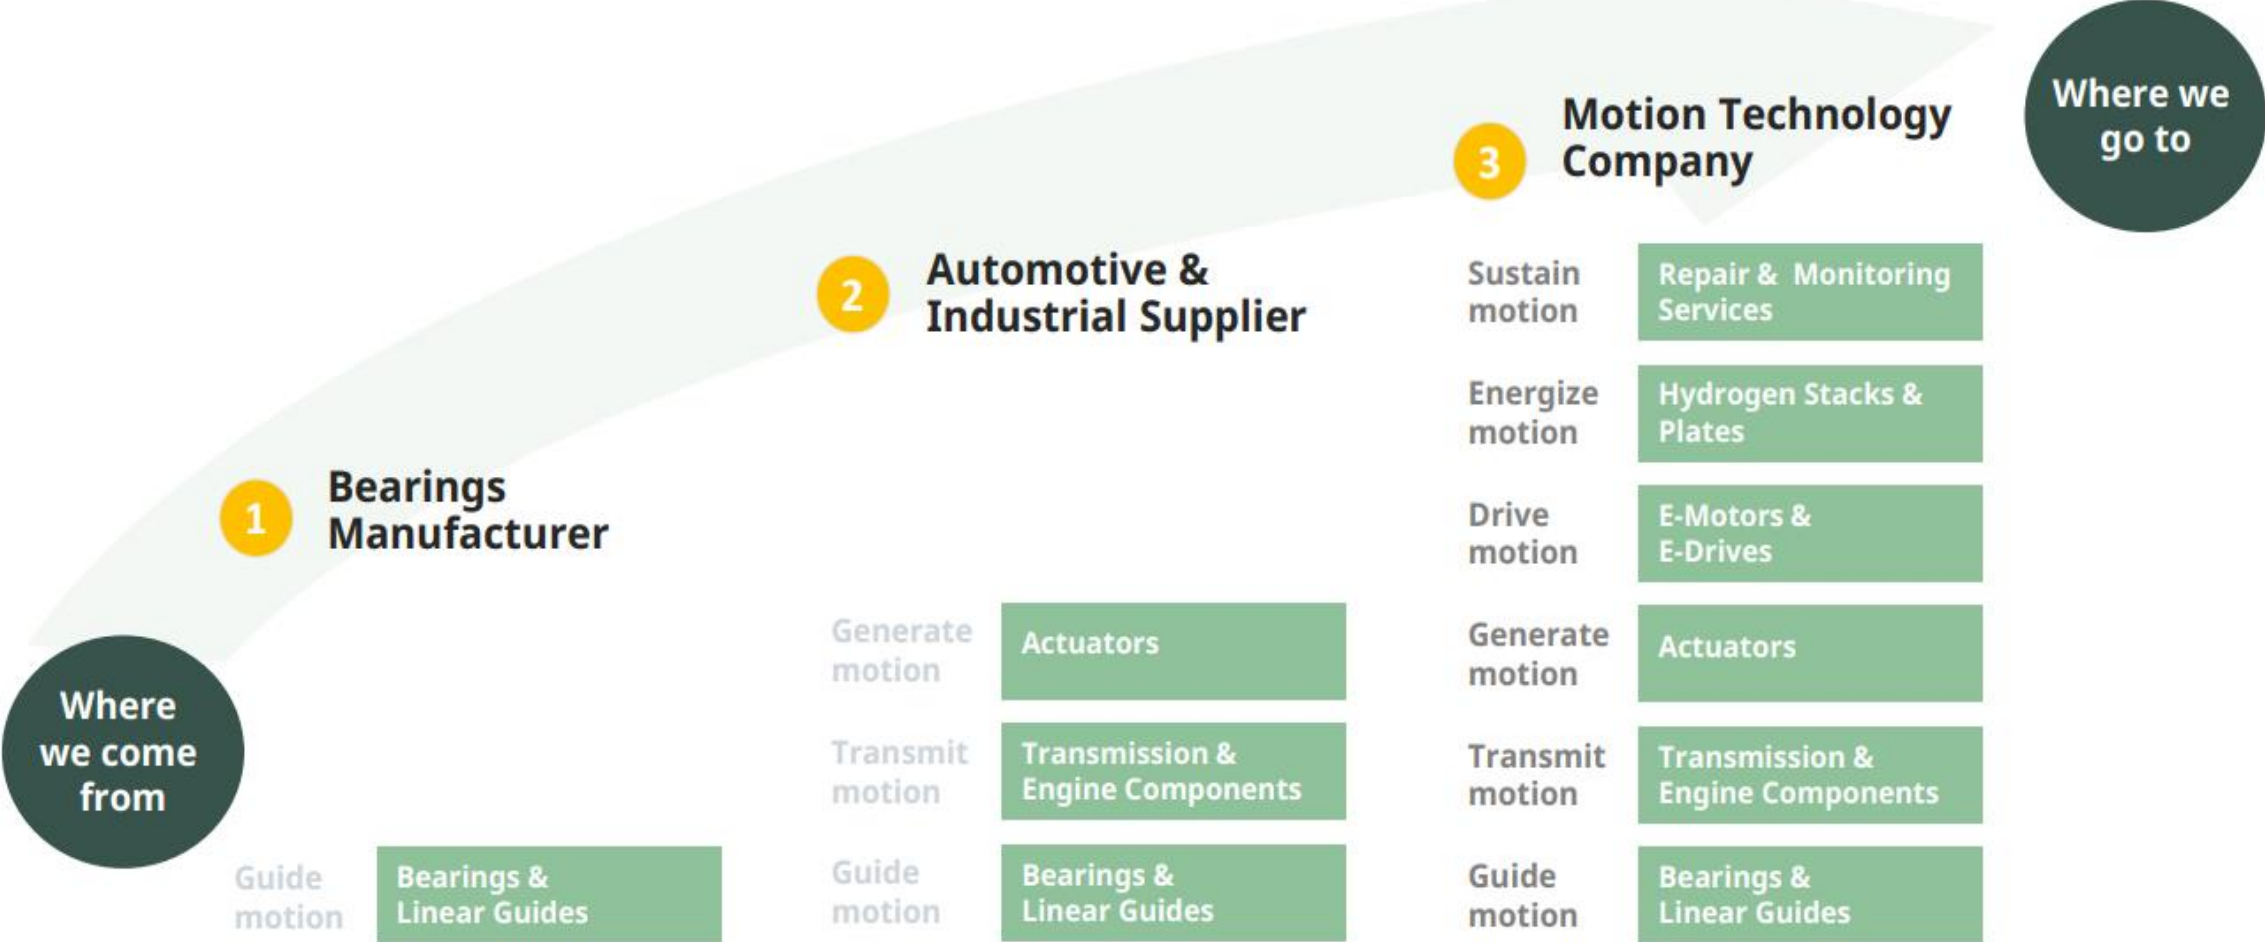 Where we
go to
3
Motion Technology
Company
2
Automotive &
Industrial Supplier
1
Bearings
Manufacturer
Where
we come
from
Guide
motion
Bearings &
Linear Guides
Generate
motion
Actuators
Transmit
motion
Transmission &
Engine Components
Guide
motion
Bearings &
Linear Guides
Sustain
motion
Repair & Monitoring
Services
Energize
motion
Hydrogen Stacks &
Plates
Drive
motion
E-Motors &
E-Drives
Generate
motion
Actuators
Transmit
motion
Transmission &
Engine Components
Guide
motion
Bearings &
Linear Guides